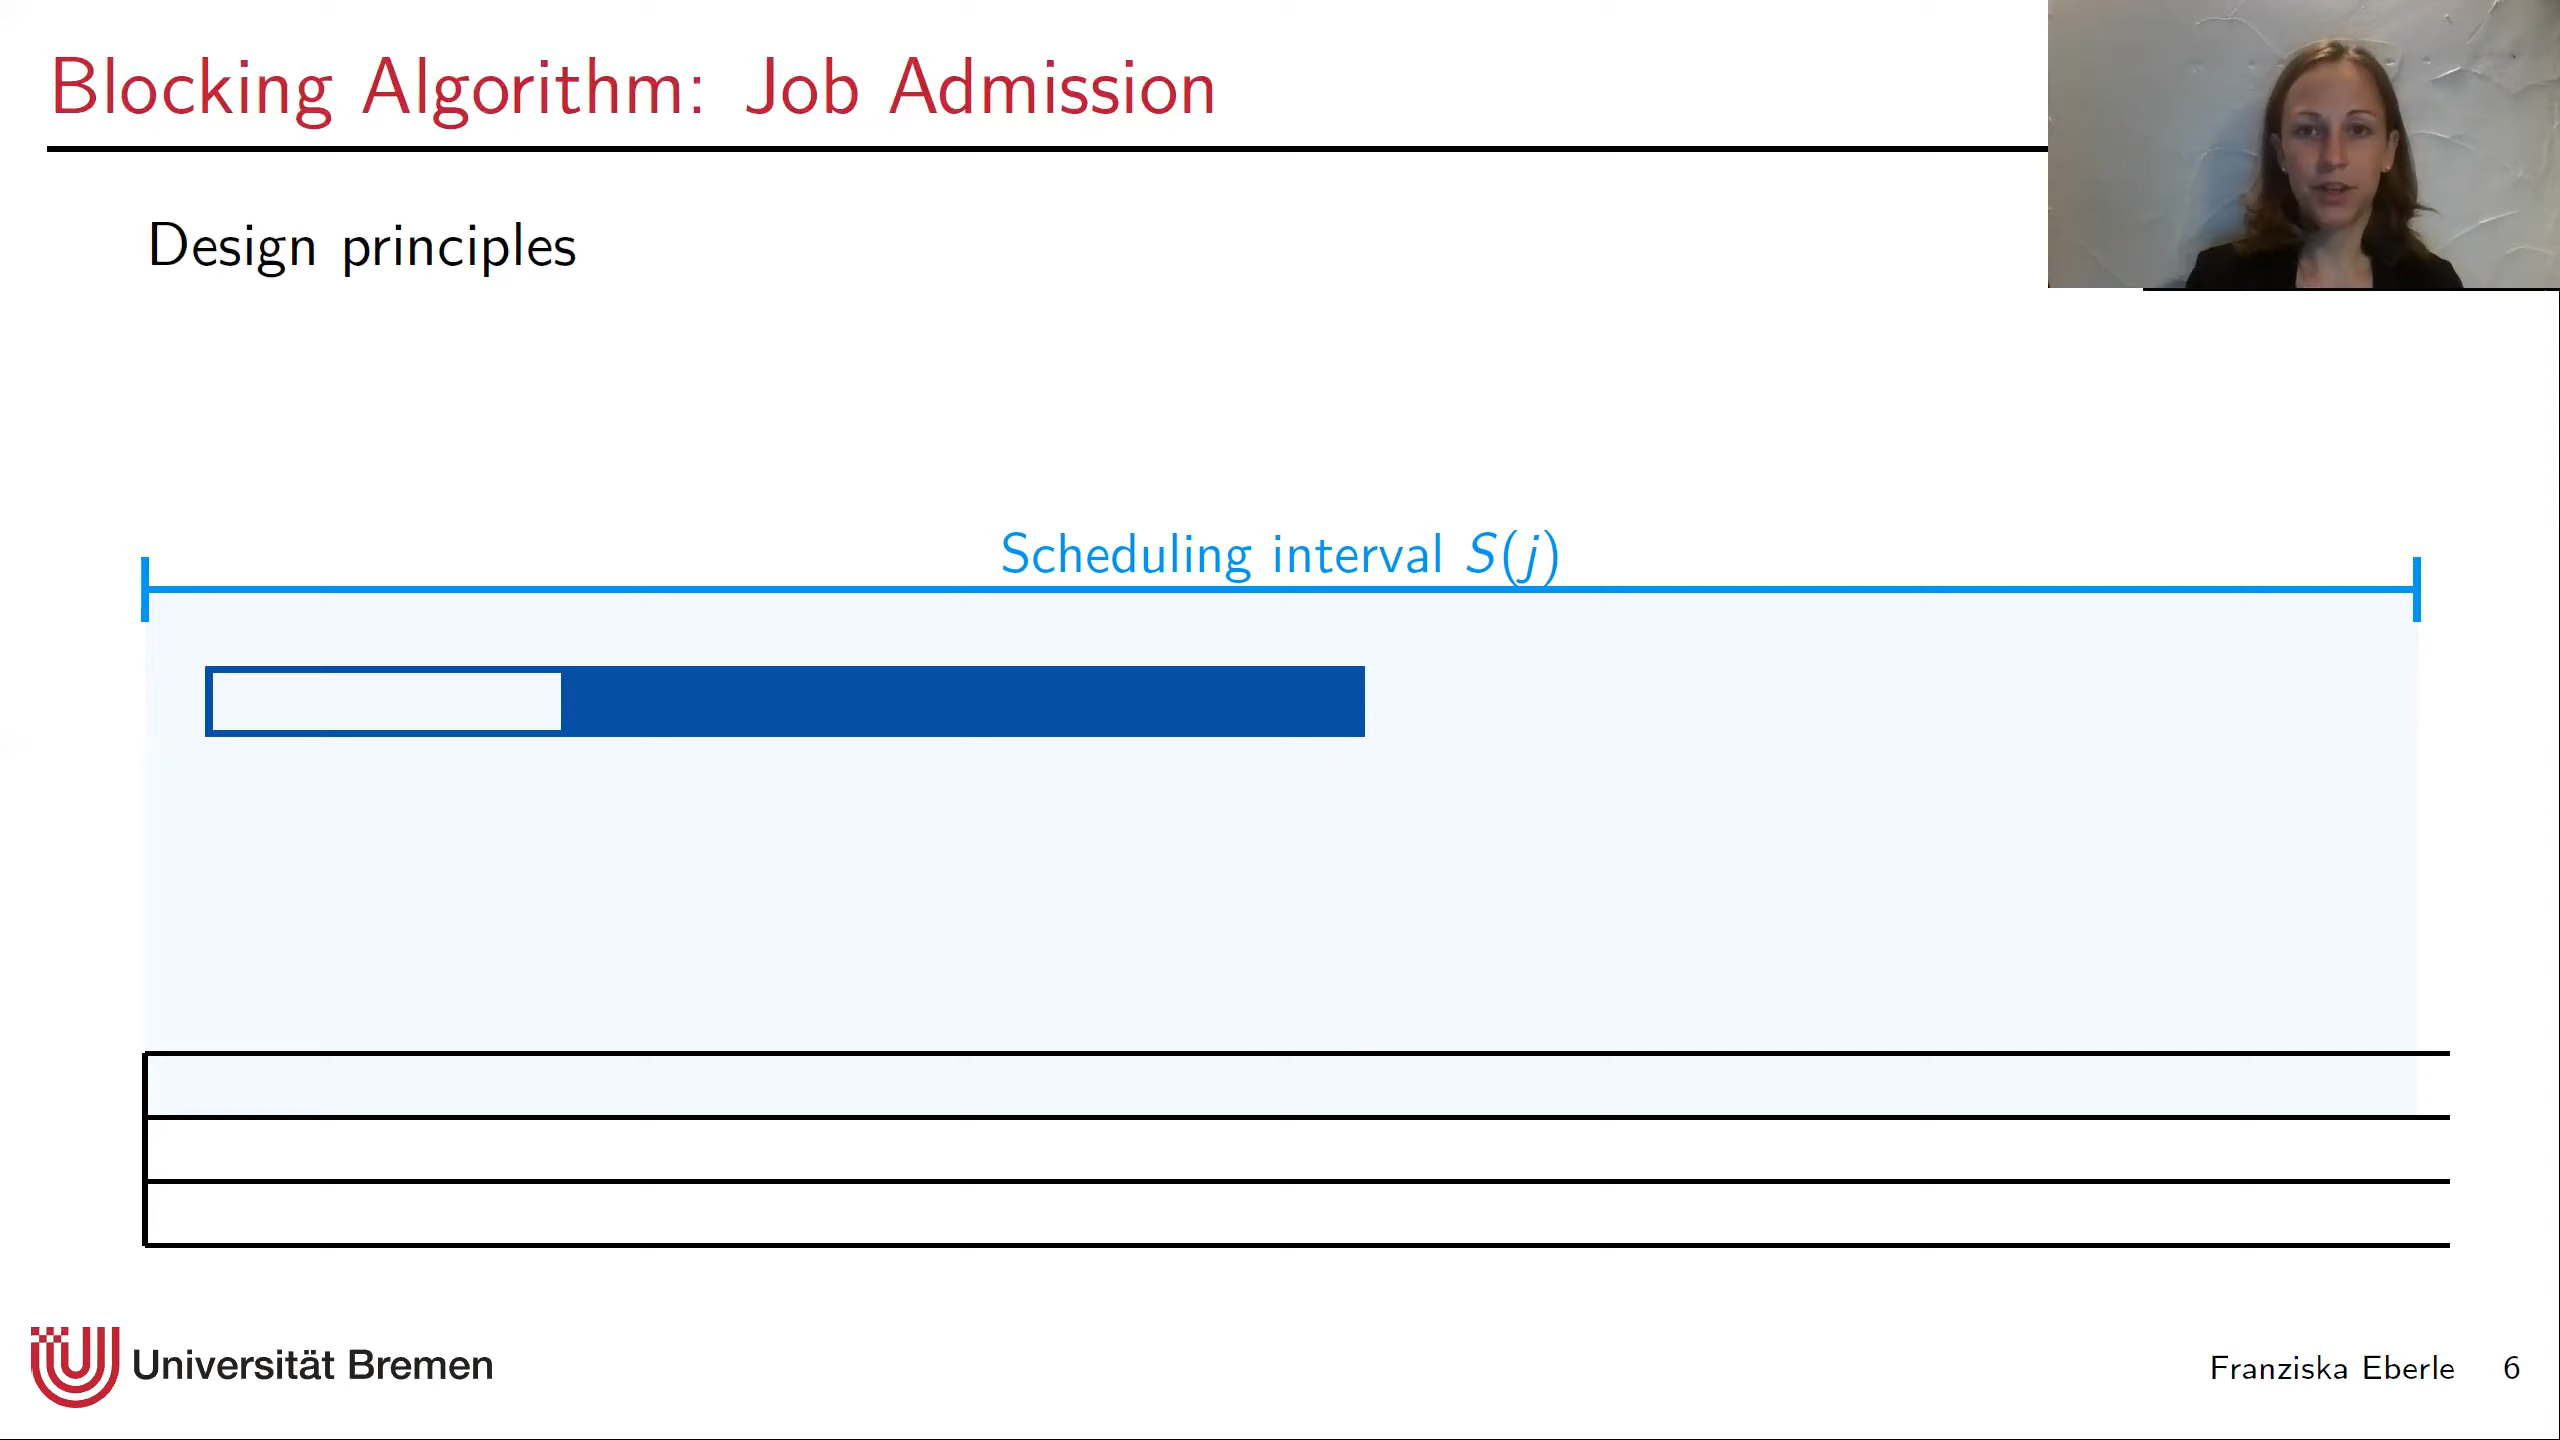 Blocking Algorithm: Job Admission
Design principles
Scheduling interval S(j)
Universität Bremen
Franziska Eberle 6